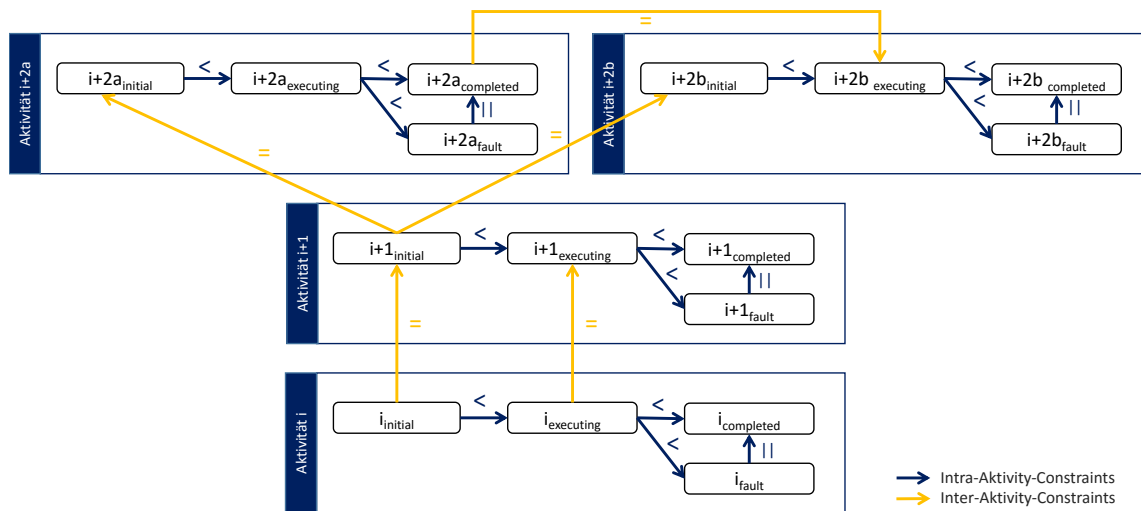 =
Aktivität i+2a
i+2a initial
<
i+2a executing
<
i+2a completed
<
||
i+2a fault
Aktivität i+2b
i+2b initial
<
i+2b executing
<
i+2b completed
<
||
i+2b fault
=
=
Aktivität i+1
i+1 initial
<
i+1 executing
<
i+1 completed
<
||
i+1 fault
=
=
Aktivität i
i initial
<
i executing
<
i completed
<
||
i fault
Intra-Aktivity-Constraints
Inter-Aktivity-Constraints